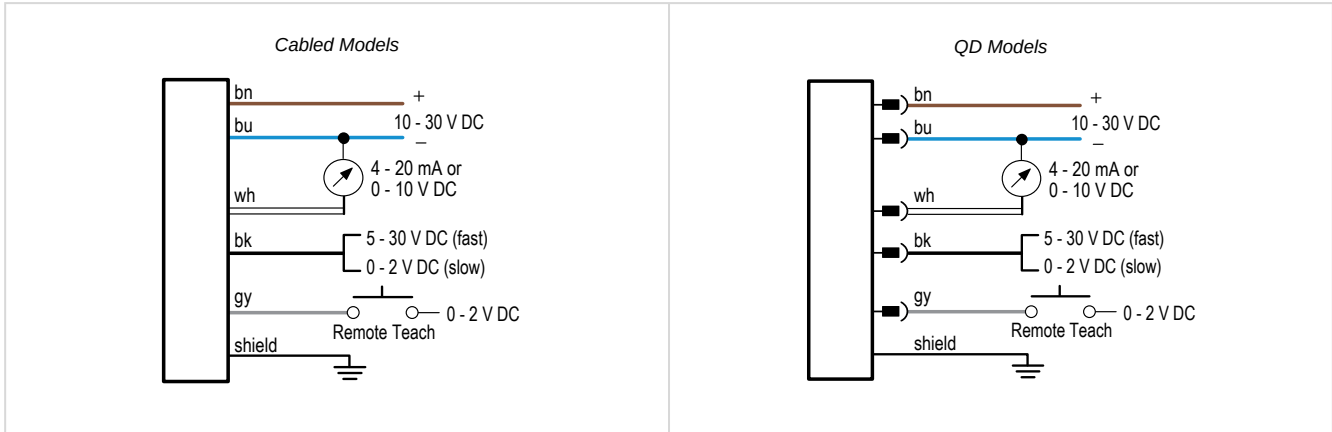 Cabled Models
bn
+
10 - 30 V DC
bu
–
4 - 20 mA or
0 - 10 V DC
wh
bk
5 - 30 V DC (fast)
0 - 2 V DC (slow)
gy
0 - 2 V DC
Remote Teach
shield
QD Models
bn
+
10 - 30 V DC
bu
–
4 - 20 mA or
0 - 10 V DC
wh
bk
5 - 30 V DC (fast)
0 - 2 V DC (slow)
gy
0 - 2 V DC
Remote Teach
shield